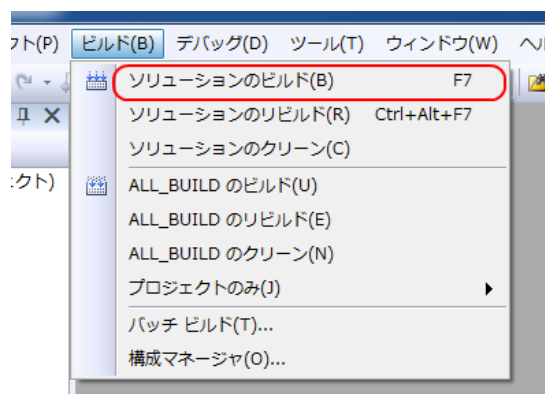 クト(P) ビルド(B) デバッグ(D) ツール(T) ウィンドウ(W)
ソリューションのビルド(B) F7
ソリューションのリビルド(R) Ctrl+Alt+F7
ソリューションのクリーン(C)
ェクト)
ALL_BUILD のビルド(U)
ALL_BUILD のリビルド(E)
ALL_BUILD のクリーン(N)
プロジェクトのみ(J)
バッチ ビルド(T)...
構成マネージャ(O)...